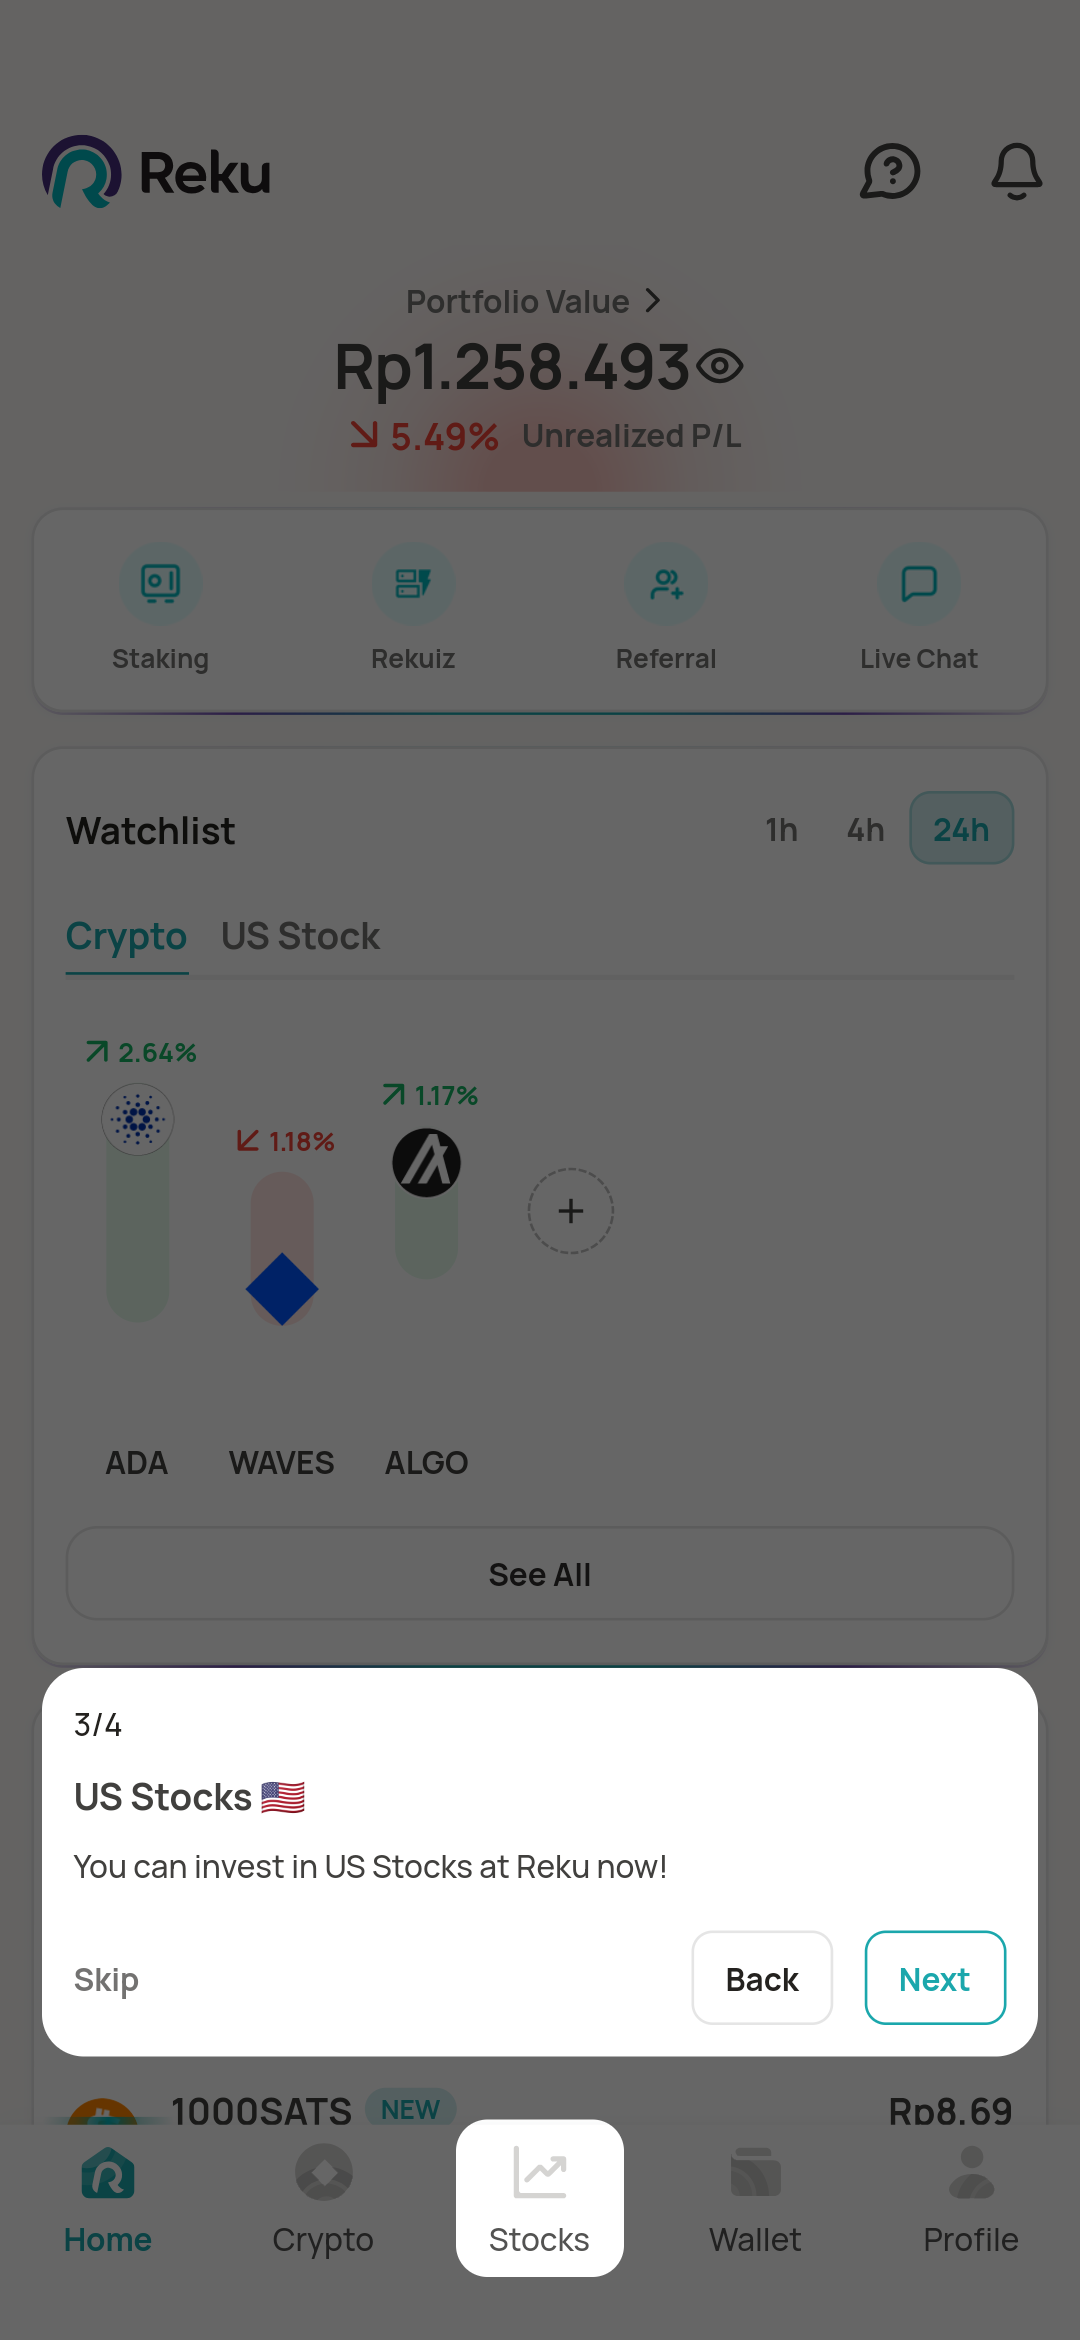 Reku
Portfolio Value
Rp1.258.493
5.49% Unrealized P/L
Staking
Rekuiz
Referral
Live Chat
Watchlist
1h
4h
24h
Crypto
US Stock
2.64%
1.18%
1.17%
ADA
WAVES
ALGO
See All
3/4
US Stocks 🇺🇸
You can invest in US Stocks at Reku now!
Skip
Back
Next
1000SATS NEW
Rp8.69
Home
Crypto
Stocks
Wallet
Profile